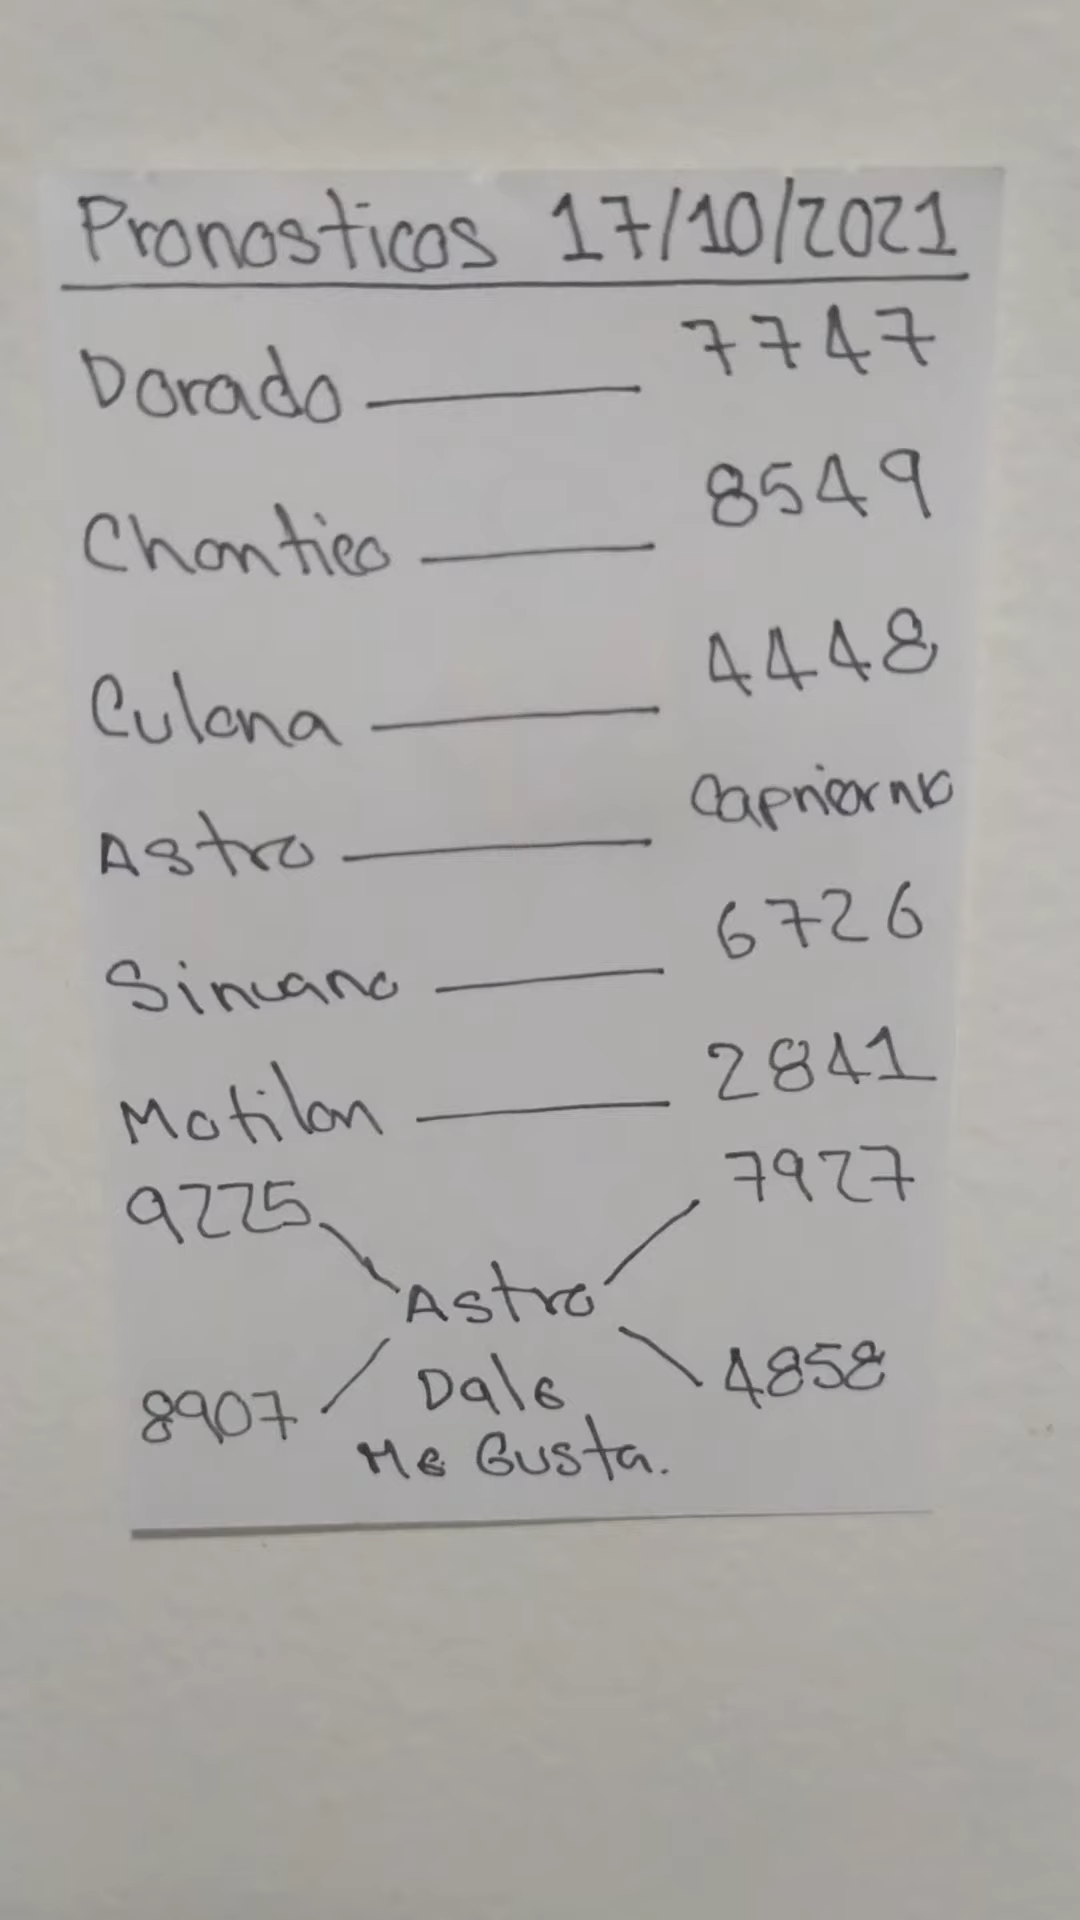 Pronosticos 17/10/2021
Dorado 7747
Chontico 8549
Culona 4448
Astro Capricornio
Sinuano 6726
Motilon 2841
9225 7927
Astro
8907 Dale 4858
Me Gusta.